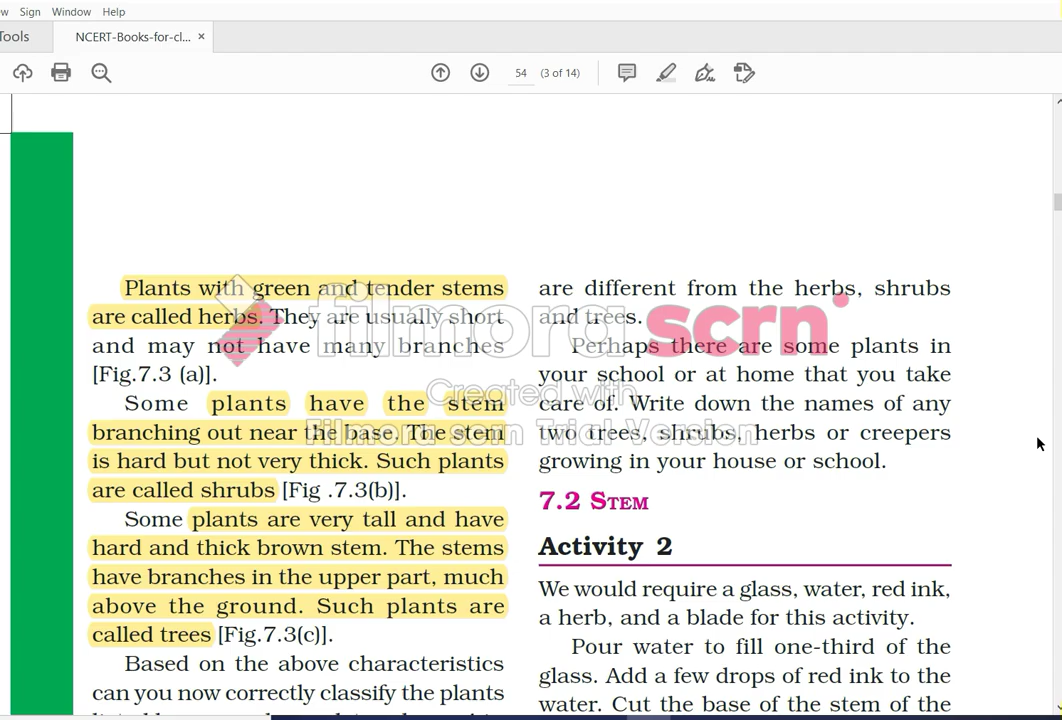 w Sign Window Help
Tools NCERT-Books-for-cl... ×
54 (3 of 14)
Plants with green and tender stems
are called herbs. They are usually short
and may not have many branches
[Fig.7.3 (a)].
Some plants have the stem
branching out near the base. The stem
is hard but not very thick. Such plants
are called shrubs [Fig .7.3(b)].
Some plants are very tall and have
hard and thick brown stem. The stems
have branches in the upper part, much
above the ground. Such plants are
called trees [Fig.7.3(c)].
Based on the above characteristics
can you now correctly classify the plants
are different from the herbs, shrubs
and trees.
Perhaps there are some plants in
your school or at home that you take
care of. Write down the names of any
two trees, shrubs, herbs or creepers
growing in your house or school.
7.2 STEM
Activity 2
We would require a glass, water, red ink,
a herb, and a blade for this activity.
Pour water to fill one-third of the
glass. Add a few drops of red ink to the
water. Cut the base of the stem of the
filmora scrn
Created with
Filmora scrn Trial Version